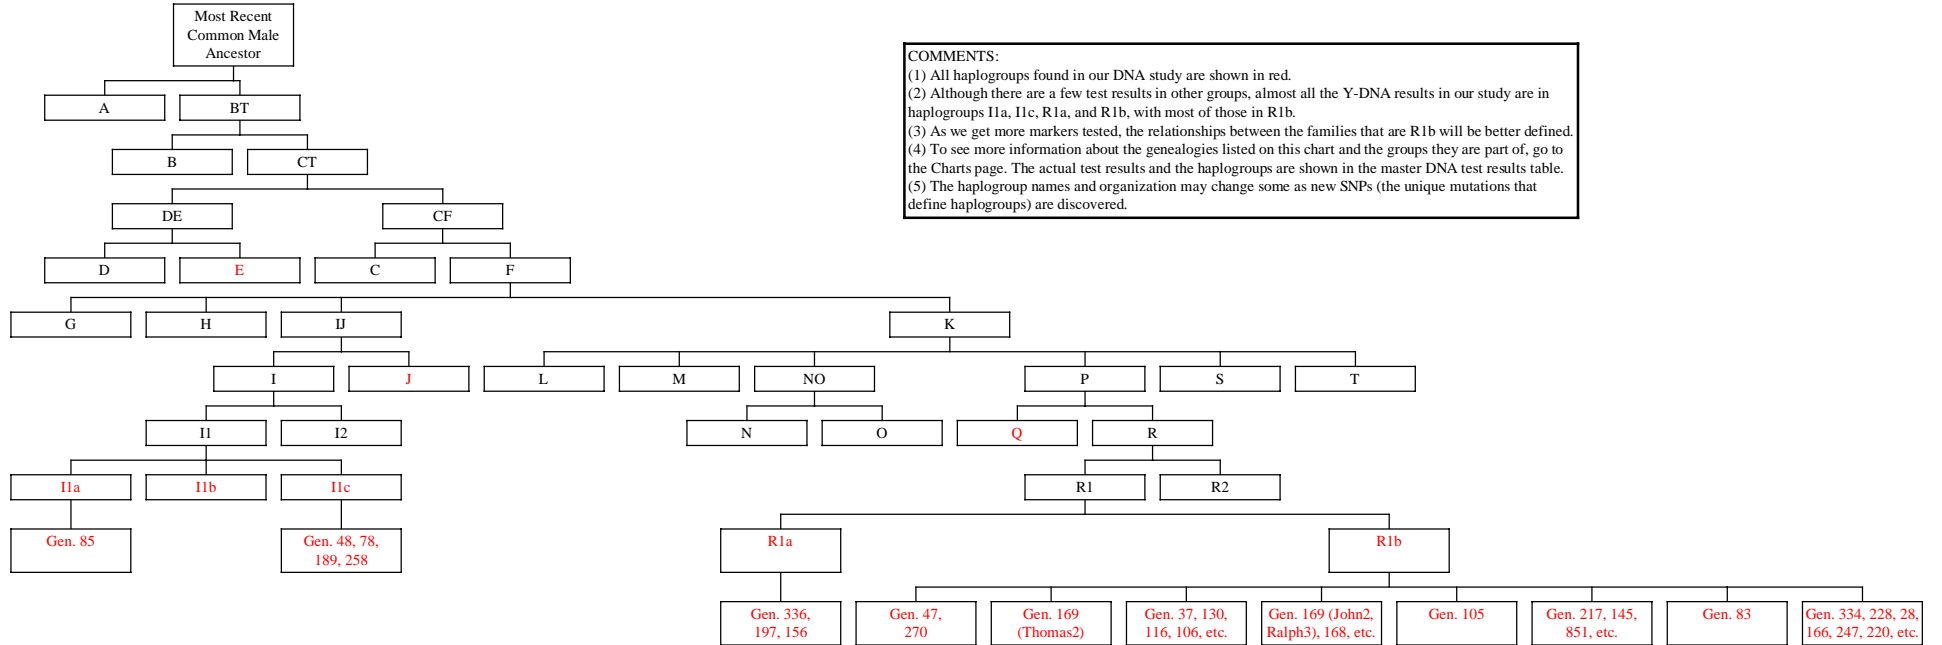 Most Recent
Common Male
Ancestor
COMMENTS:
(1) All haplogroups found in our DNA study are shown in red.
(2) Although there are a few test results in other groups, almost all the Y-DNA results in our study are in
haplogroups I1a, I1c, R1a, and R1b, with most of those in R1b.
(3) As we get more markers tested, the relationships between the families that are R1b will be better defined.
(4) To see more information about the genealogies listed on this chart and the groups they are part of, go to
the Charts page. The actual test results and the haplogroups are shown in the master DNA test results table.
(5) The haplogroup names and organization may change some as new SNPs (the unique mutations that
define haplogroups) are discovered.
A
BT
B
CT
DE
CF
D
E
C
F
G
H
IJ
K
I
J
L
M
NO
P
S
T
I1
I2
N
O
Q
R
I1a
I1b
I1c
R1
R2
Gen. 85
Gen. 48, 78,
189, 258
R1a
R1b
Gen. 336,
197, 156
Gen. 47,
270
Gen. 169
(Thomas2)
Gen. 37, 130,
116, 106, etc.
Gen. 169 (John2,
Ralph3), 168, etc.
Gen. 105
Gen. 217, 145,
851, etc.
Gen. 83
Gen. 334, 228, 28,
166, 247, 220, etc.